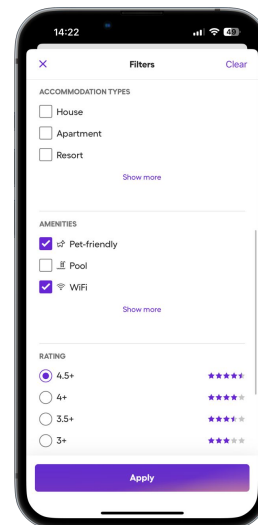 14:22
49
Filters
Clear
ACCOMMODATION TYPES
House
Apartment
Resort
Show more
AMENITIES
Pet-friendly
Pool
WiFi
Show more
RATING
4.5+
4+
3.5+
3+
Apply